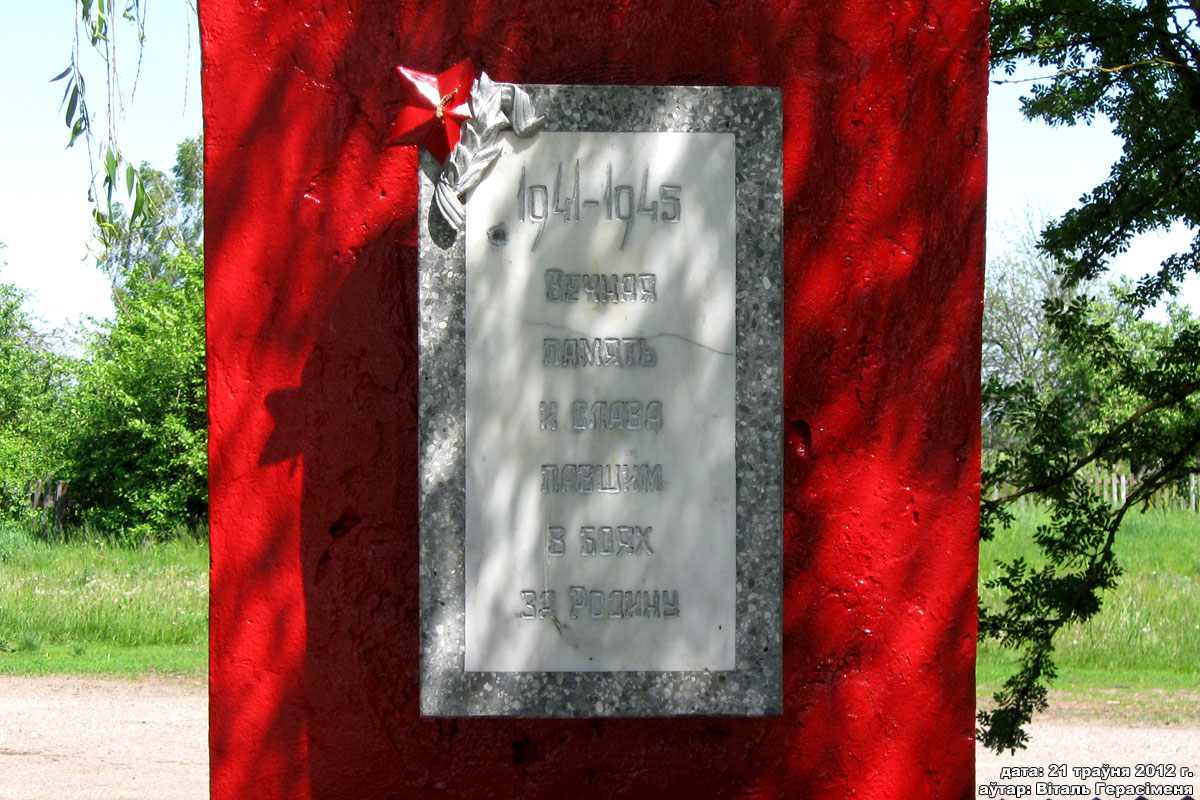 1941-1945
Вечная
память
и слава
павшим
в боях
за Родину
дата: 21 траўня 2012 г.
аўтар: Віталь Герасіменя